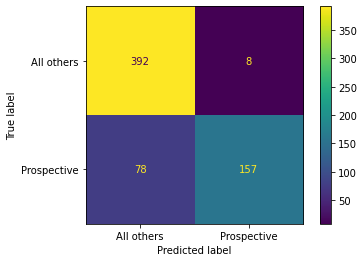 All others
Prospective
True label
392
8
78
157
All others
Prospective
Predicted label
350
300
250
200
150
100
50